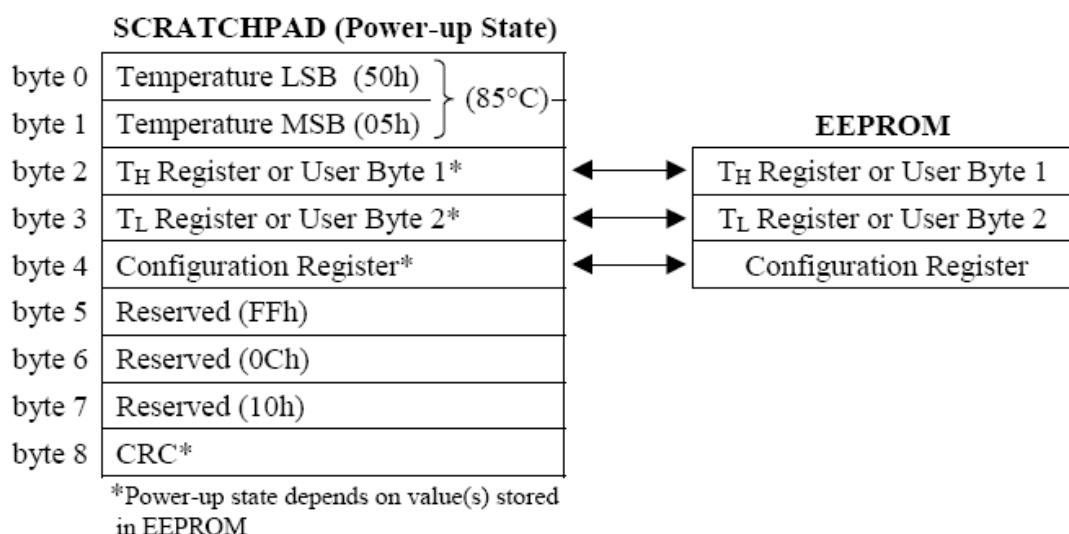 SCRATCHPAD (Power-up State)
byte 0 Temperature LSB (50h)
(85°C)
byte 1 Temperature MSB (05h)
EEPROM
byte 2 TH Register or User Byte 1* TH Register or User Byte 1
byte 3 TL Register or User Byte 2* TL Register or User Byte 2
byte 4 Configuration Register* Configuration Register
byte 5 Reserved (FFh)
byte 6 Reserved (0Ch)
byte 7 Reserved (10h)
byte 8 CRC*
*Power-up state depends on value(s) stored
in EEPROM